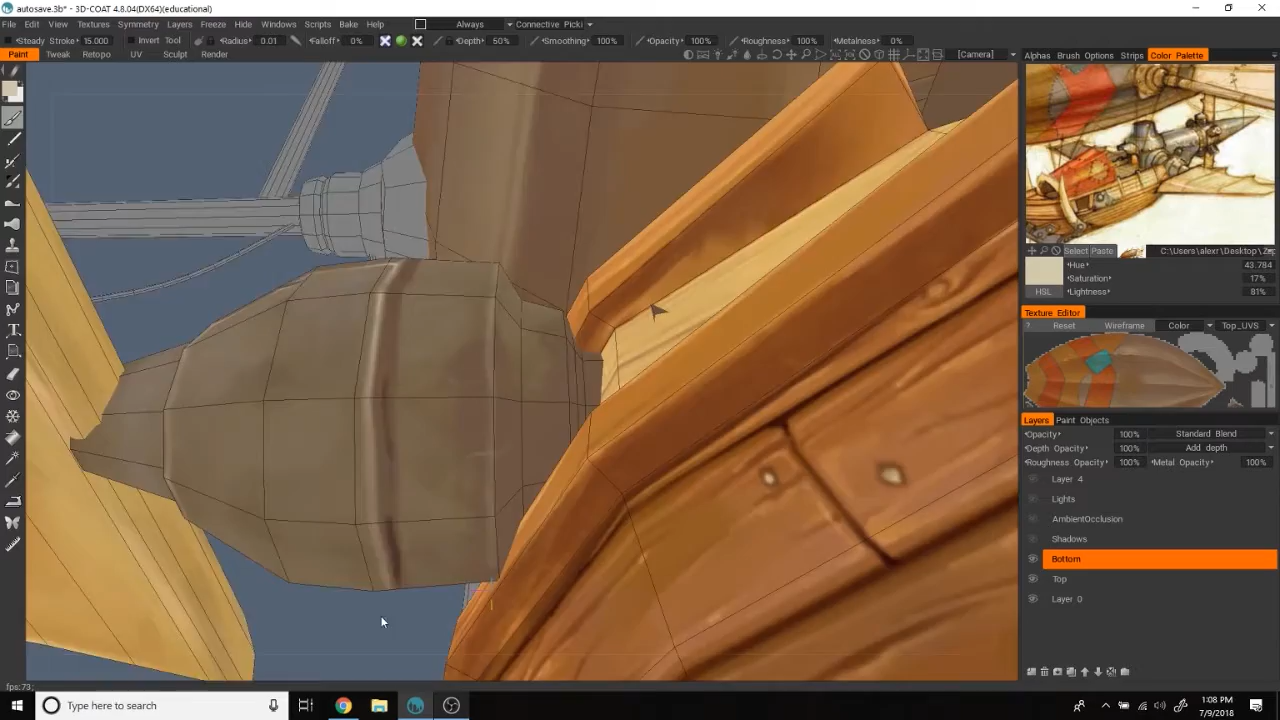 autosave.3b* - 3D-COAT 4.8.04(DX64)(educational)
File Edit View Textures Symmetry Layers Freeze Hide Windows Scripts Bake Help Always Connective Picki
Steady Stroke 15.000 Invert Tool Radius 0.01 Falloff 0% Depth 50% Smoothing 100% Opacity 100% Roughness 100% Metalness 0%
Paint Tweak Retopo UV Sculpt Render [Camera] Alphas Brush Options Strips Color Palette
Select Paste C:\Users\alexr\Desktop\Ze
Hue 43.784
Saturation 17%
HSL Lightness 81%
Texture Editor
? Reset Wireframe Color Top_UVS
Layers Paint Objects
Opacity 100% Standard Blend
Depth Opacity 100% Add depth
Roughness Opacity 100% Metal Opacity 100%
Layer 4
Lights
AmbientOcclusion
Shadows
Bottom
Top
Layer 0
fps:73;
Type here to search
1:08 PM
7/9/2018